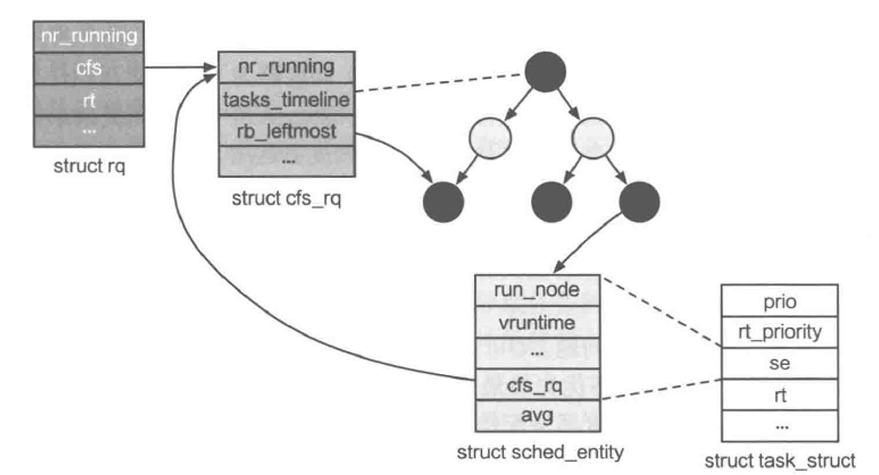 nr_running
cfs
rt
...
struct rq
nr_running
tasks_timeline
rb_leftmost
...
struct cfs_rq
run_node
vruntime
...
cfs_rq
avg
struct sched_entity
prio
rt_priority
se
rt
...
struct task_struct